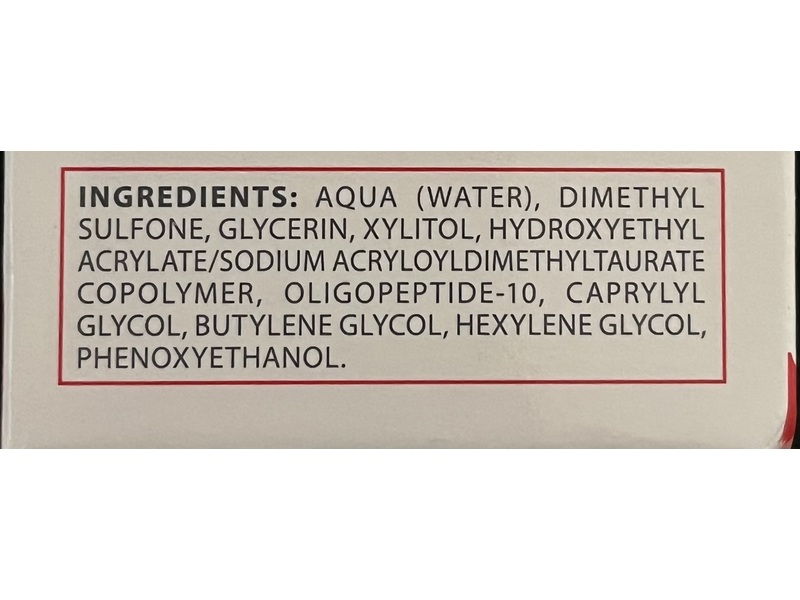 INGREDIENTS: AQUA (WATER), DIMETHYL
SULFONE, GLYCERIN, XYLITOL, HYDROXYETHYL
ACRYLATE/SODIUM ACRYLOYLDIMETHYLTAURATE
COPOLYMER, OLIGOPEPTIDE-10, CAPRYLYL
GLYCOL, BUTYLENE GLYCOL, HEXYLENE GLYCOL,
PHENOXYETHANOL.